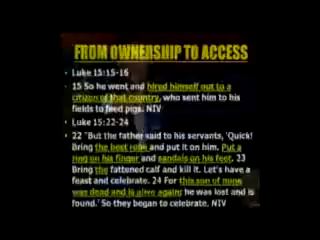 FROM OWNERSHIP TO ACCESS
• Luke 15:15-16
• 15 So he went and hired himself out to a
citizen of that country, who sent him to his
fields to feed pigs. NIV
• Luke 15:22-24
• 22 "But the father said to his servants, 'Quick!
Bring the best robe and put it on him. Put a
ring on his finger and sandals on his feet. 23
Bring the fattened calf and kill it. Let's have a
feast and celebrate. 24 For this son of mine
was dead and is alive again; he was lost and is
found.' So they began to celebrate. NIV